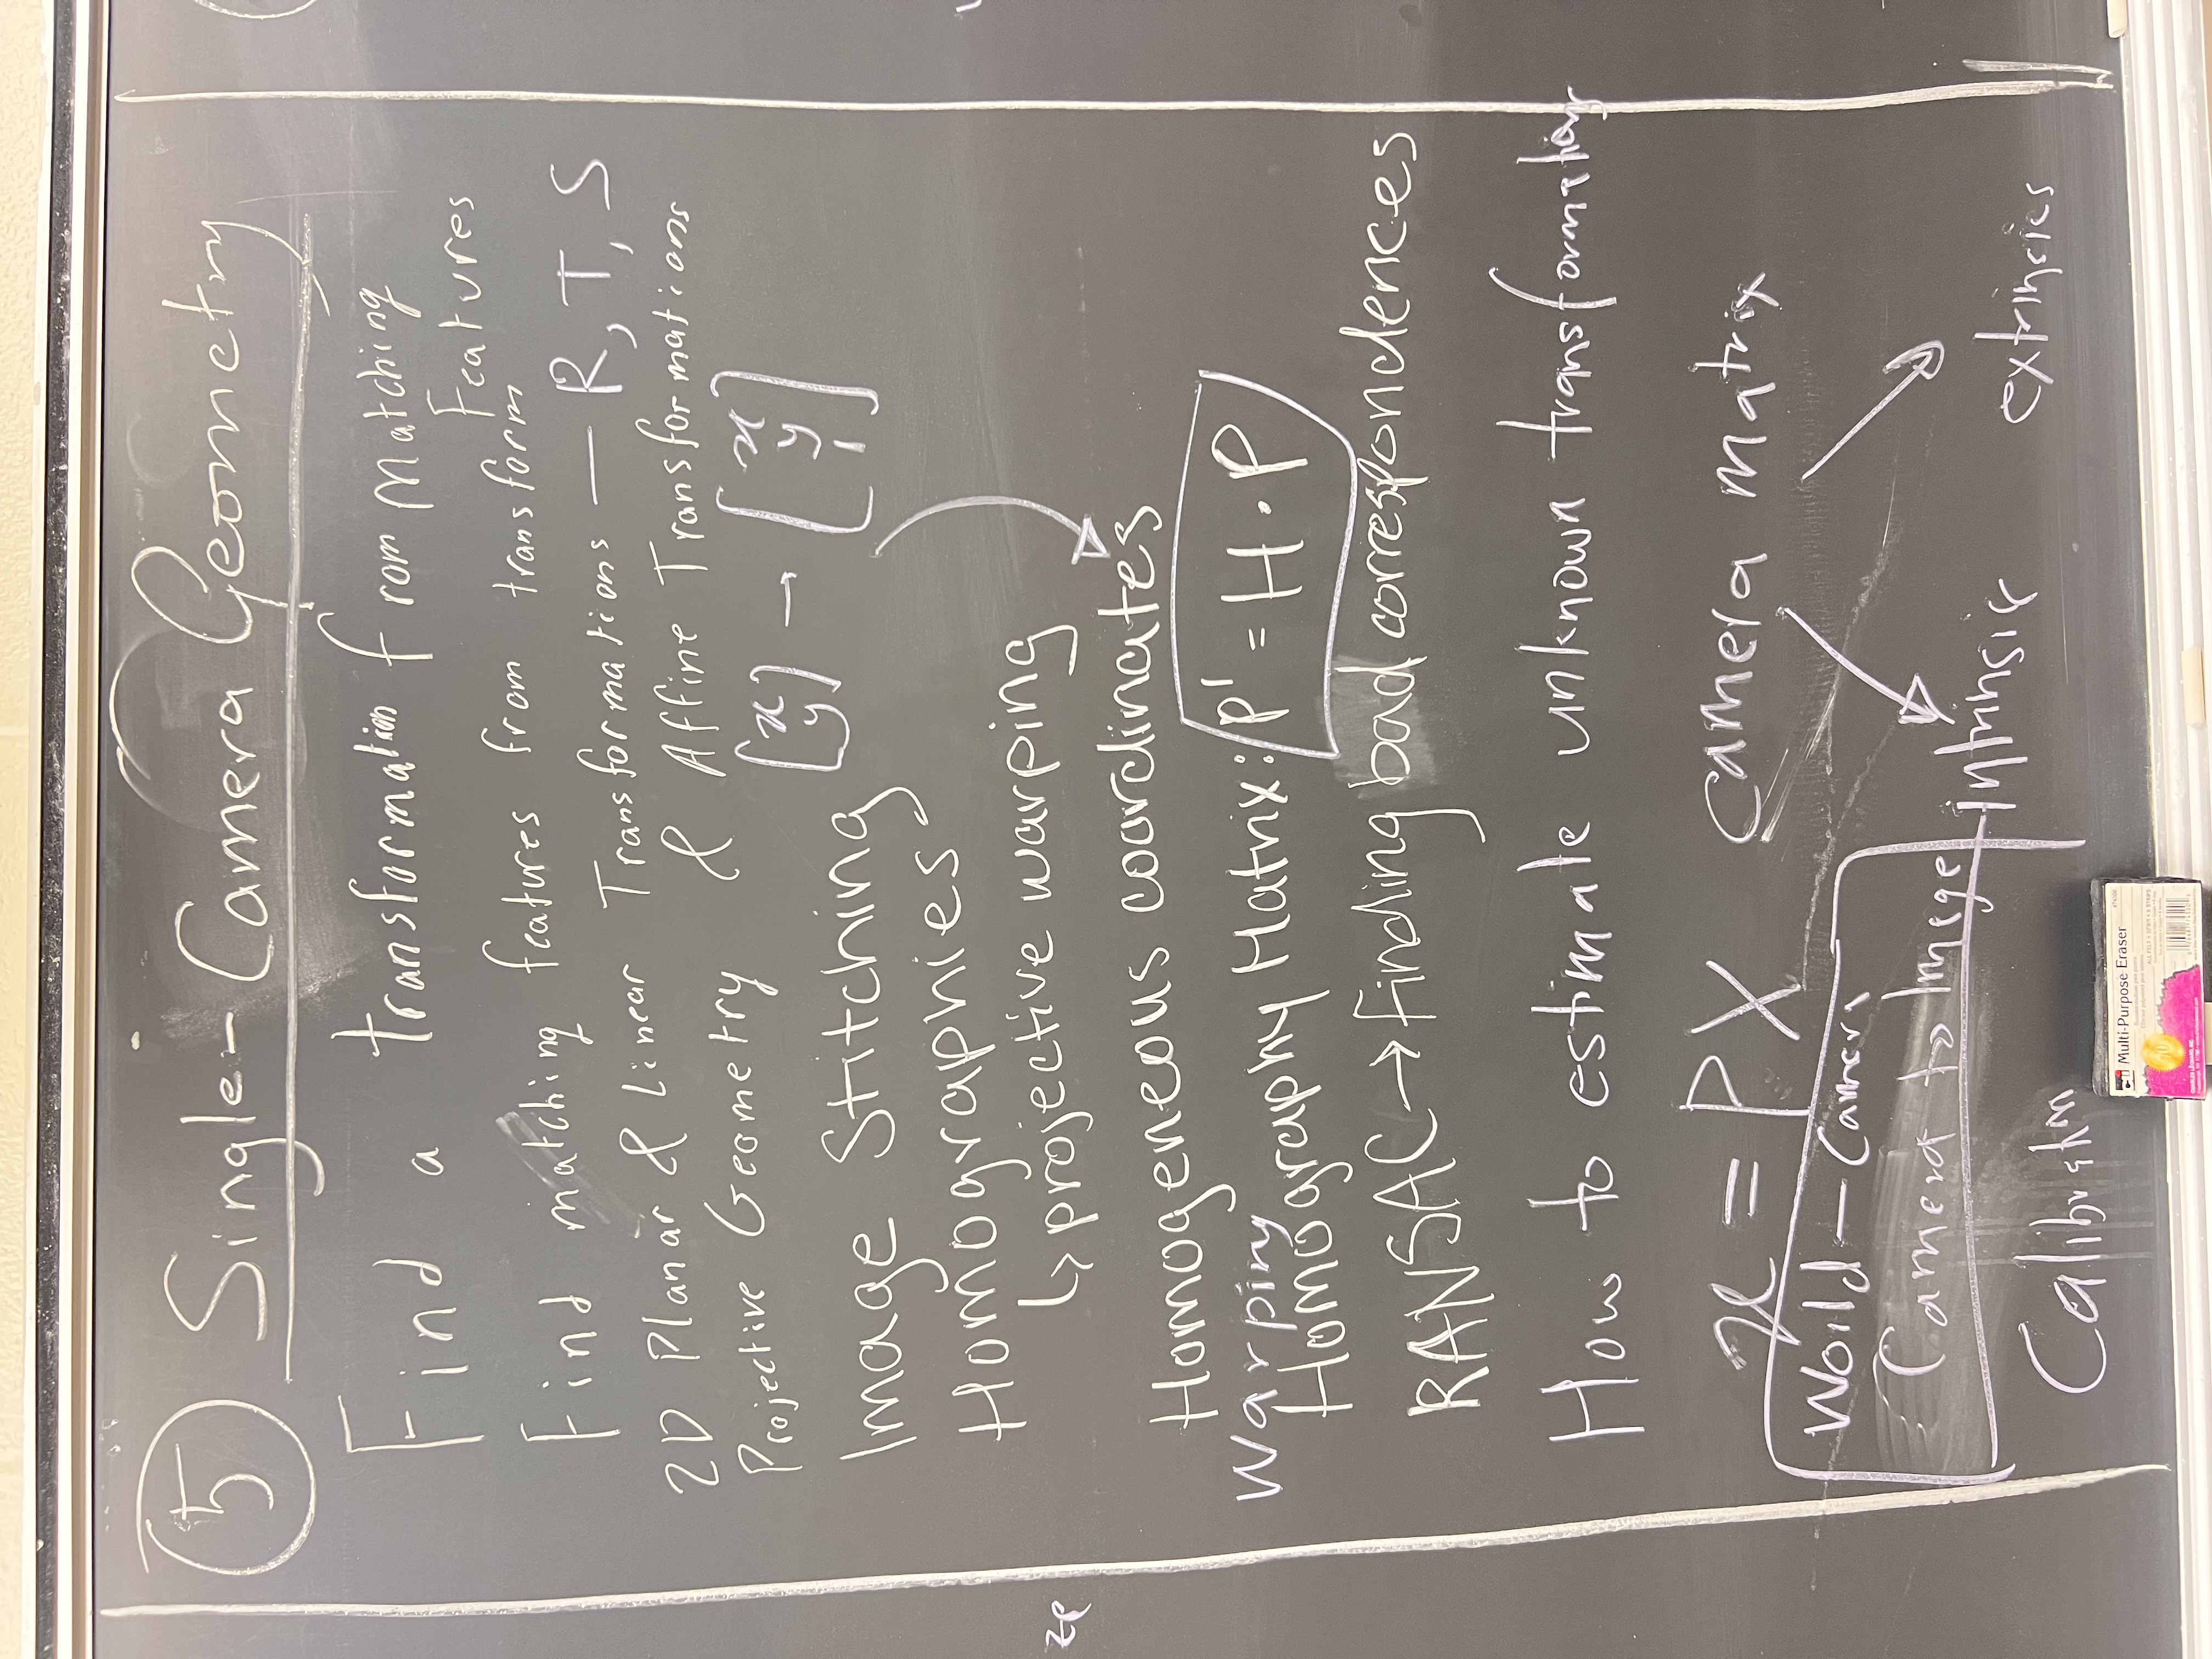 5 Single-Camera Geometry
Find a transformation from Matching
Features
Find matching features from transform
2D Planar & Linear Transformations — R, T, S
Projective Geometry & Affine Transformations
[x y] → [x y 1]
Image Stitching
Homographies
↳ projective warping
Homogeneous coordinates
Warping
Homography Matrix: P' = H · P
RANSAC → Finding bad correspondences
How to estimate unknown transformations
x = PX camera matrix
World — Camera
Camera to Image
intrinsic extrinsics
Calibration
Multi-Purpose Eraser